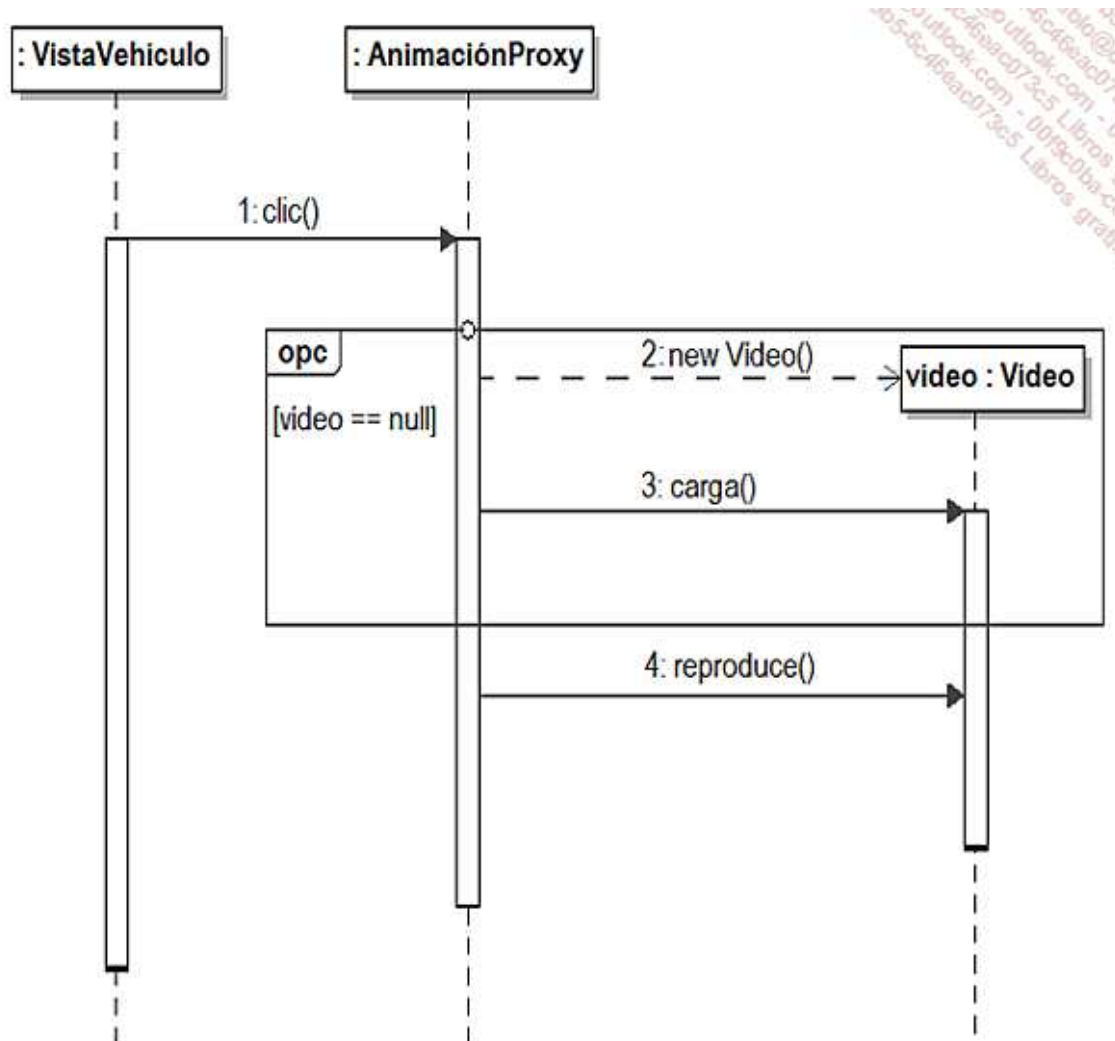 : VistaVehiculo
: AnimaciónProxy
1: clic()
opc
[video == null]
2: new Video()
video : Video
3: carga()
4: reproduce()